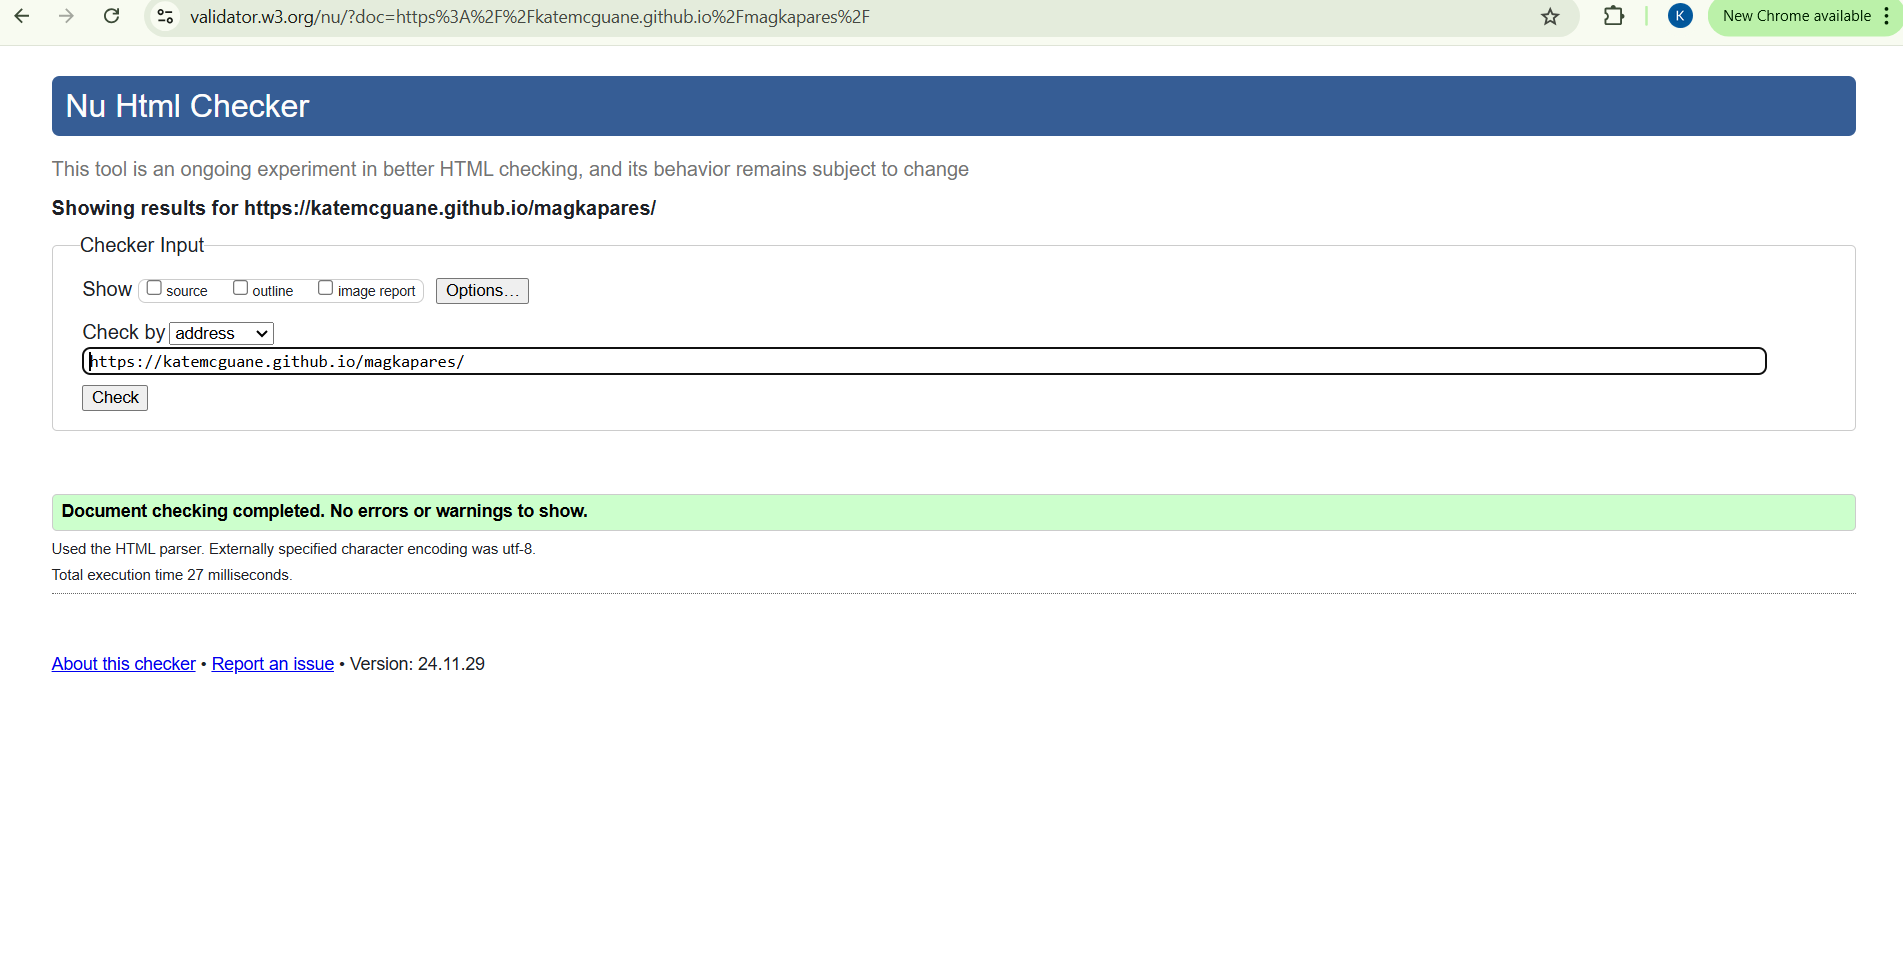 validator.w3.org/nu/?doc=https%3A%2F%2Fkatemcguane.github.io%2Fmagkapares%2F
K
New Chrome available
Nu Html Checker
This tool is an ongoing experiment in better HTML checking, and its behavior remains subject to change
Showing results for https://katemcguane.github.io/magkapares/
Checker Input
Show source outline image report Options…
Check by address
https://katemcguane.github.io/magkapares/
Check
Document checking completed. No errors or warnings to show.
Used the HTML parser. Externally specified character encoding was utf-8.
Total execution time 27 milliseconds.
About this checker • Report an issue • Version: 24.11.29